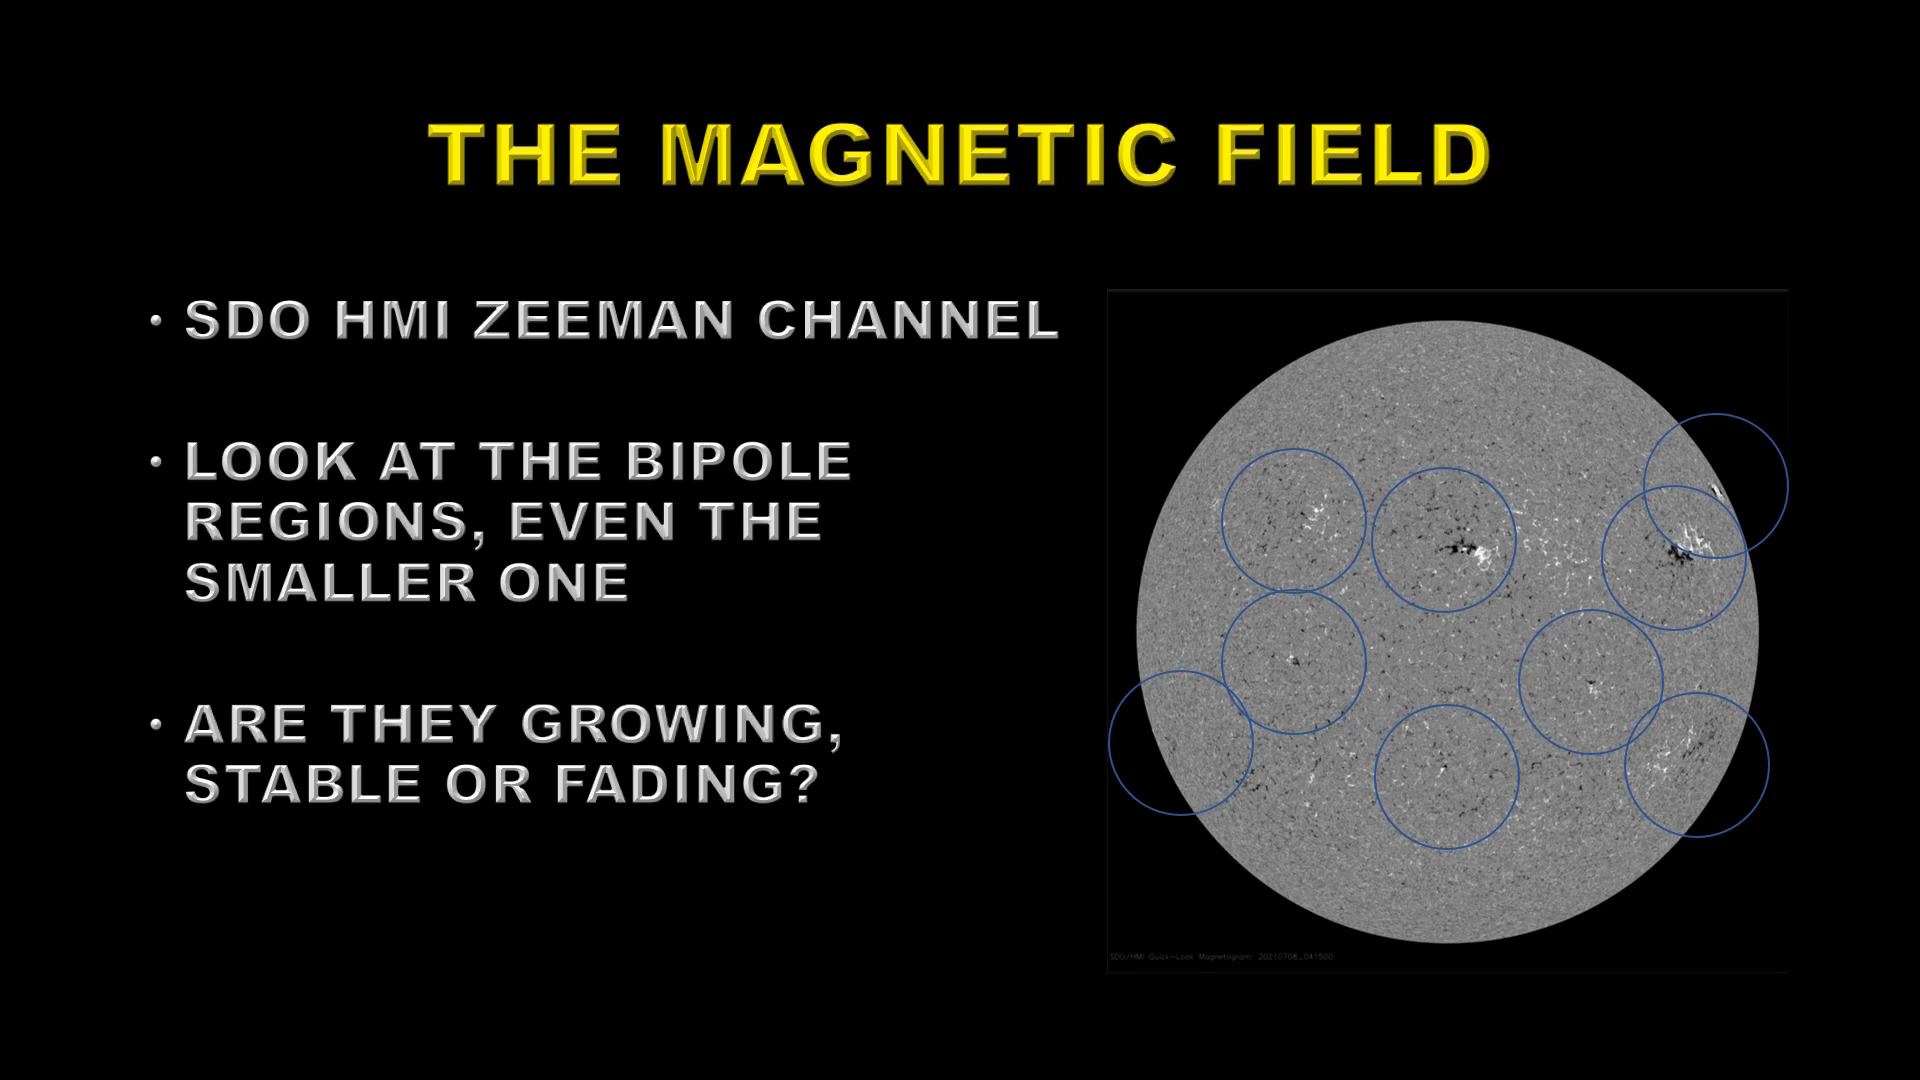 THE MAGNETIC FIELD
• SDO HMI ZEEMAN CHANNEL
• LOOK AT THE BIPOLE
REGIONS, EVEN THE
SMALLER ONE
• ARE THEY GROWING,
STABLE OR FADING?
SDO/HMI Quick-Look Magnetogram: 20210708_041500